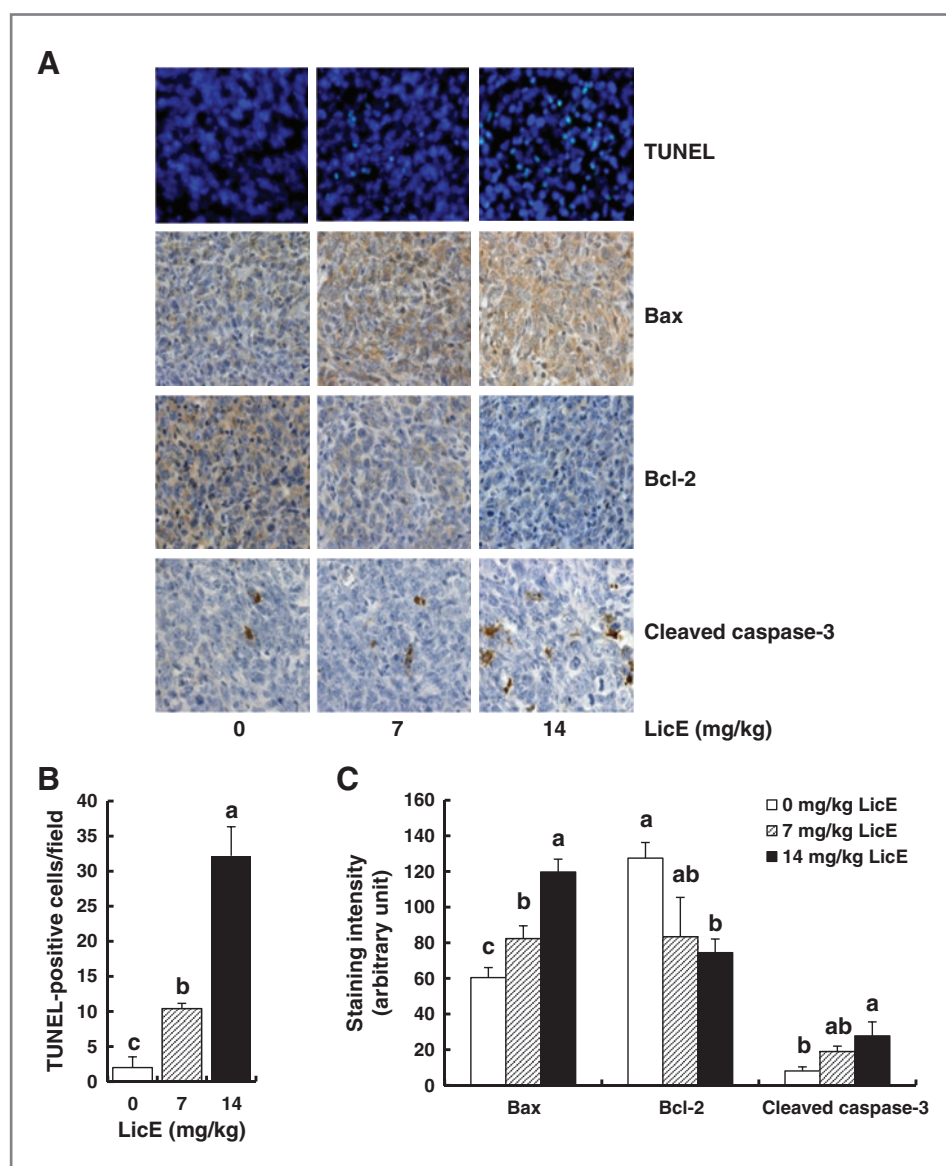 A
TUNEL
Bax
Bcl-2
Cleaved caspase-3
0 7 14 LicE (mg/kg)
B
TUNEL-positive cells/field
40
35
30
25
20
15
10
5
0
c
b
a
0 7 14
LicE (mg/kg)
C
Staining intensity
(arbitrary unit)
160
140
120
100
80
60
40
20
0
0 mg/kg LicE
7 mg/kg LicE
14 mg/kg LicE
c
b
a
a
ab
b
b
ab
a
Bax Bcl-2 Cleaved caspase-3